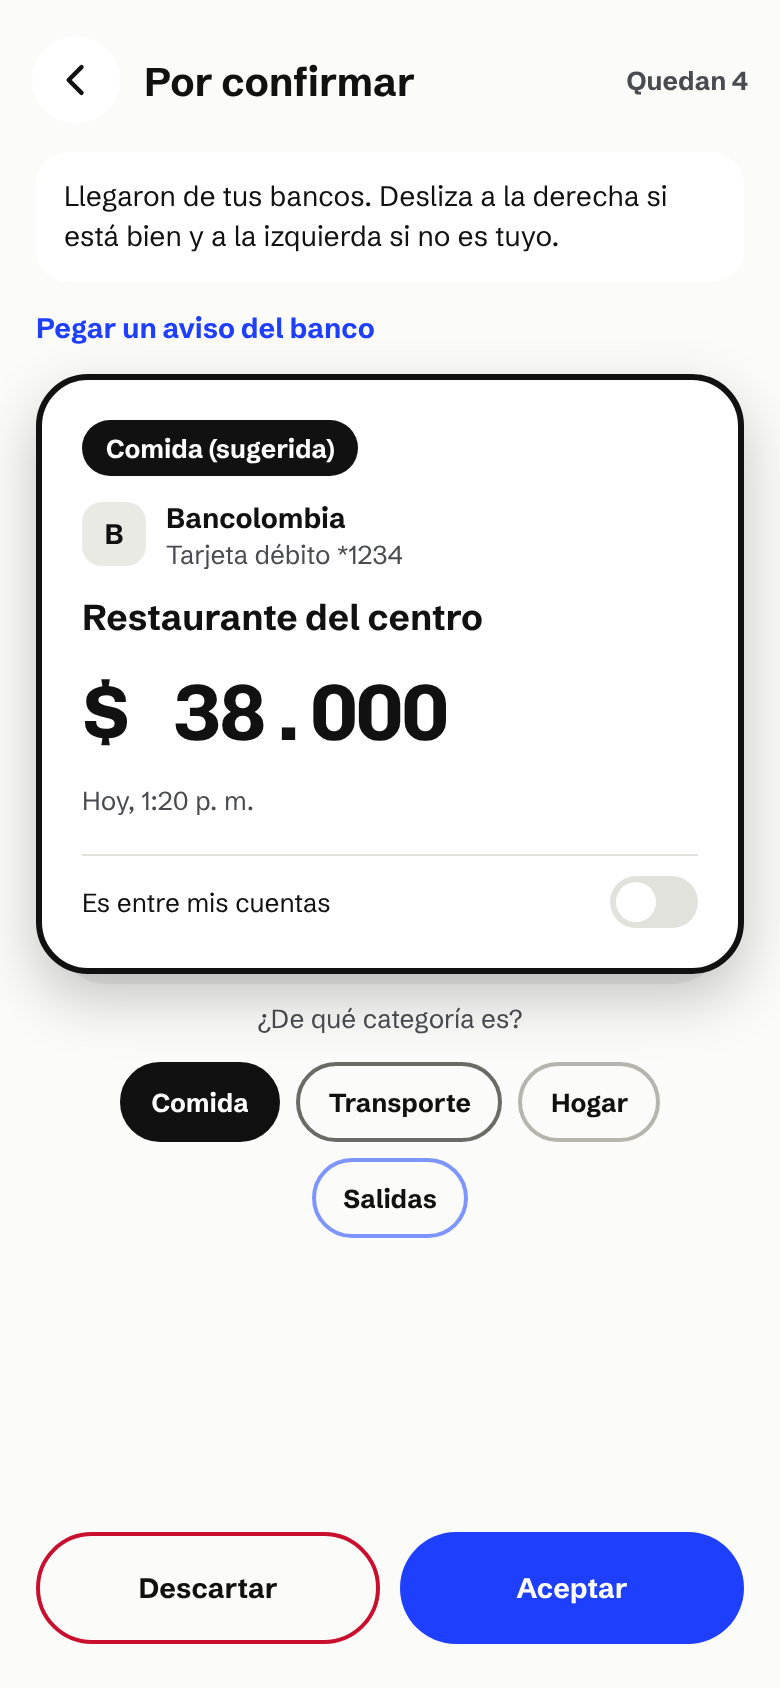 Por confirmar
Quedan 4
Llegaron de tus bancos. Desliza a la derecha si
está bien y a la izquierda si no es tuyo.
Pegar un aviso del banco
Comida (sugerida)
B
Bancolombia
Tarjeta débito *1234
Restaurante del centro
$ 38.000
Hoy, 1:20 p. m.
Es entre mis cuentas
¿De qué categoría es?
Comida
Transporte
Hogar
Salidas
Descartar
Aceptar